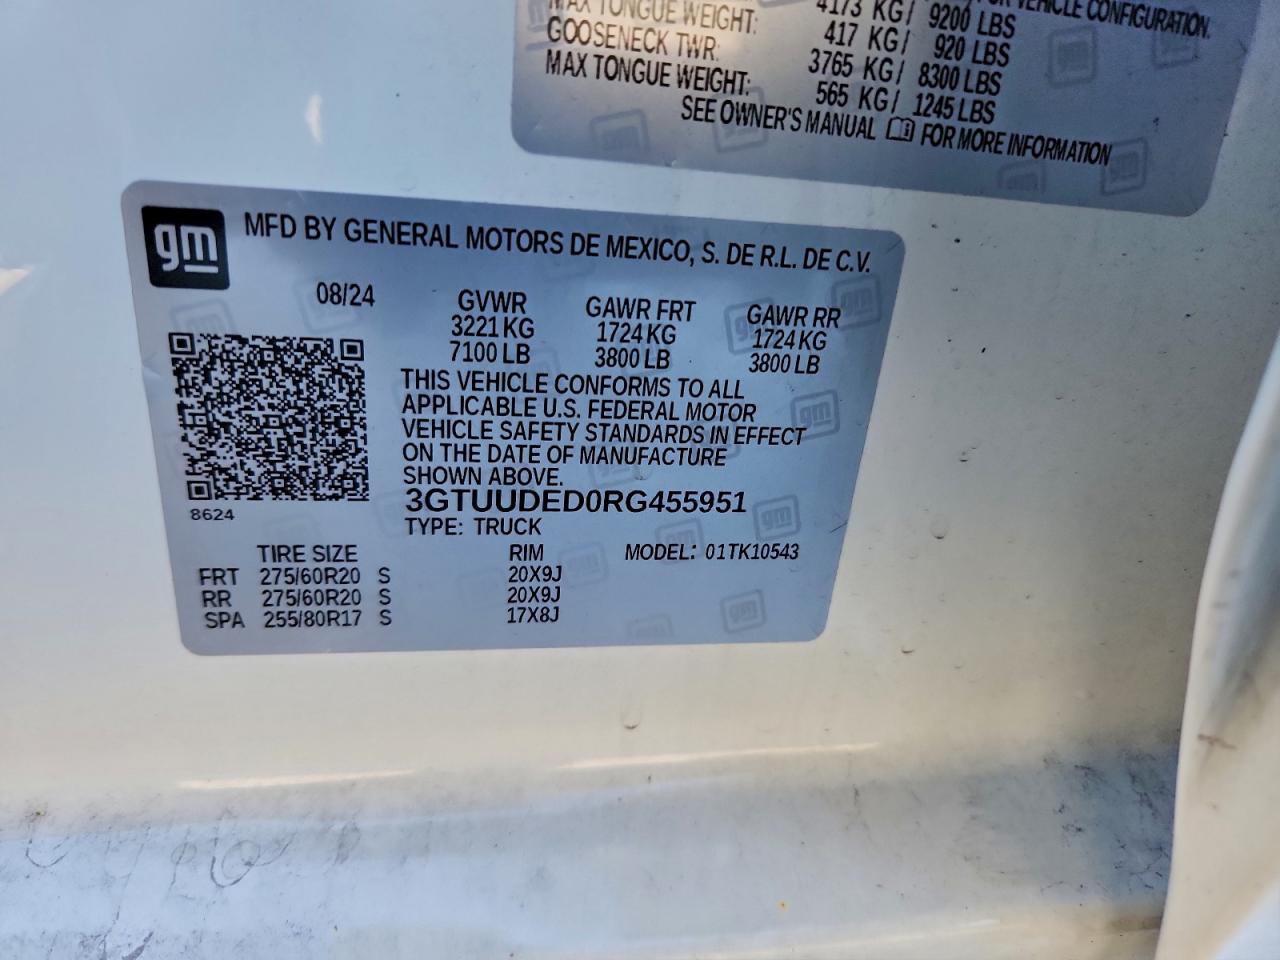 VEHICLE CONFIGURATION.
4173 KG/ 9200 LBS
MAX TONGUE WEIGHT: 417 KG/ 920 LBS
GOOSENECK TWR: 3765 KG/ 8300 LBS
MAX TONGUE WEIGHT: 565 KG/ 1245 LBS
SEE OWNER'S MANUAL FOR MORE INFORMATION
gm MFD BY GENERAL MOTORS DE MEXICO, S. DE R.L. DE C.V.
08/24 GVWR GAWR FRT GAWR RR
3221 KG 1724 KG 1724 KG
7100 LB 3800 LB 3800 LB
THIS VEHICLE CONFORMS TO ALL
APPLICABLE U.S. FEDERAL MOTOR
VEHICLE SAFETY STANDARDS IN EFFECT
ON THE DATE OF MANUFACTURE
SHOWN ABOVE.
3GTUUDED0RG455951
8624
TYPE: TRUCK
TIRE SIZE RIM MODEL: 01TK10543
FRT 275/60R20 S 20X9J
RR 275/60R20 S 20X9J
SPA 255/80R17 S 17X8J